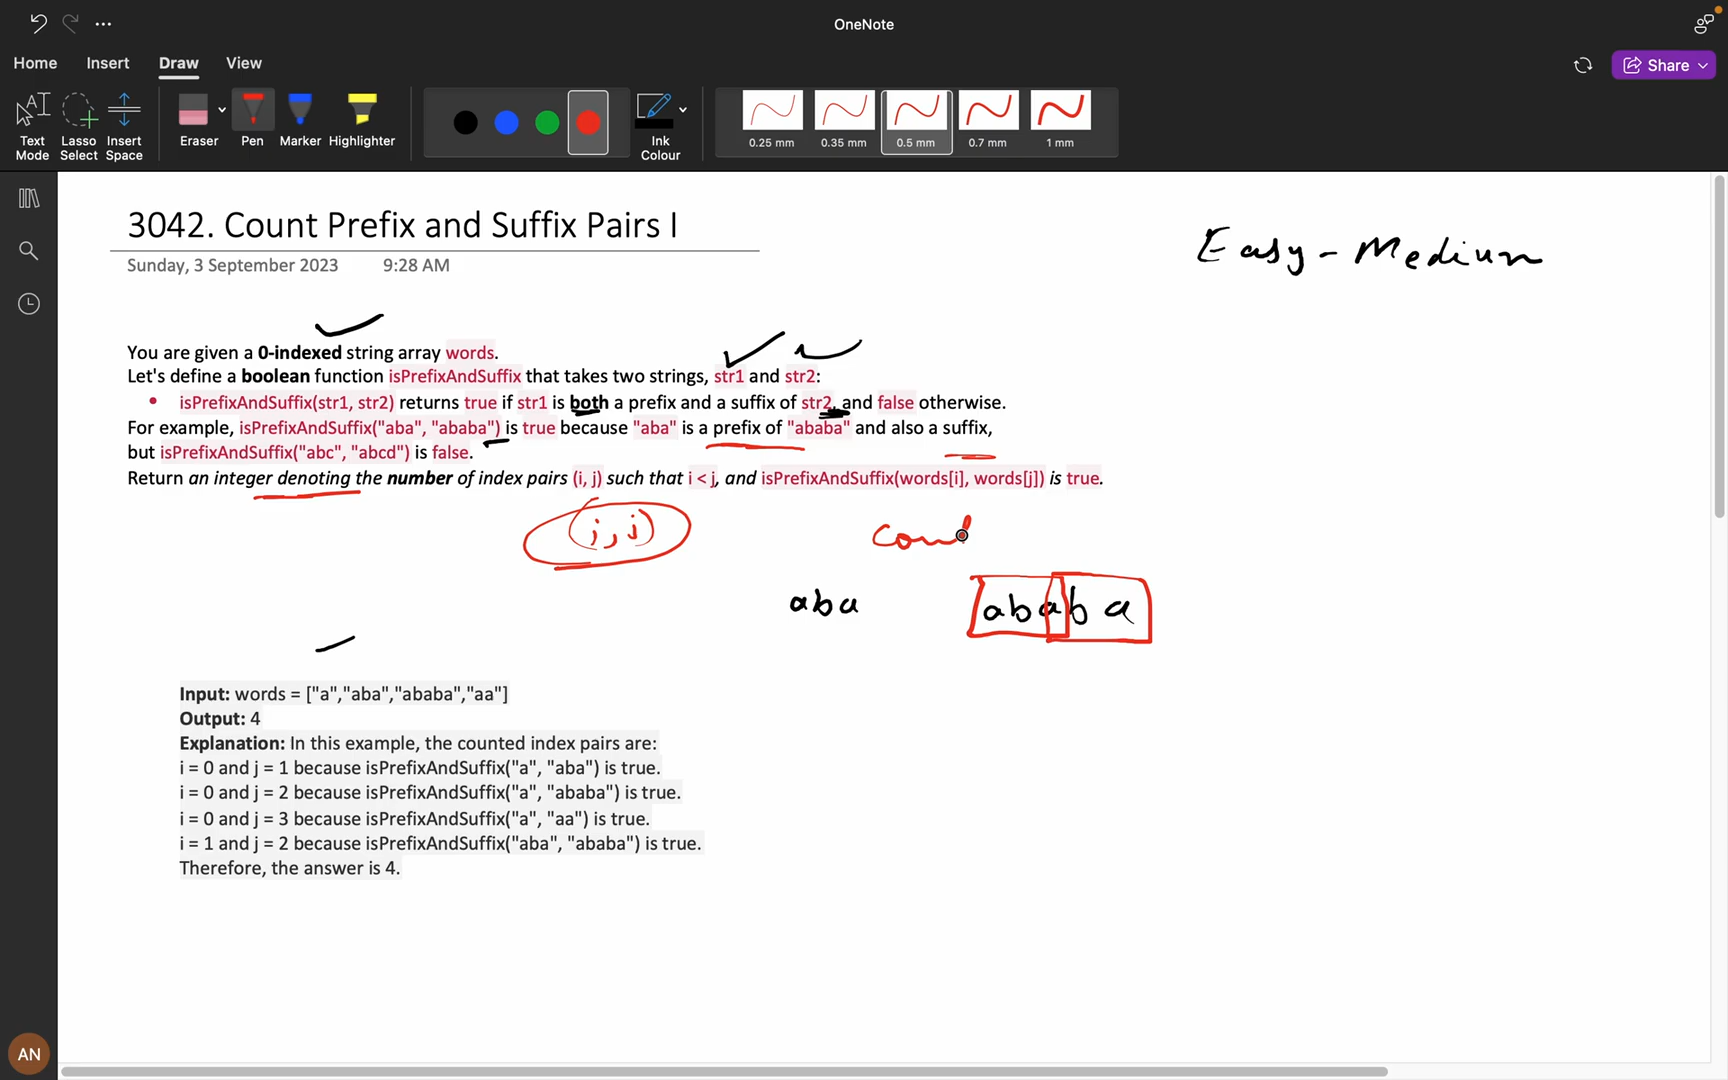 OneNote
Home Insert Draw View
Share
Text Mode
Lasso Select
Insert Space
Eraser
Pen
Marker
Highlighter
Ink Colour
0.25 mm
0.35 mm
0.5 mm
0.7 mm
1 mm
3042. Count Prefix and Suffix Pairs I
Sunday, 3 September 2023 9:28 AM
Easy - Medium
You are given a 0-indexed string array words.
Let's define a boolean function isPrefixAndSuffix that takes two strings, str1 and str2:
• isPrefixAndSuffix(str1, str2) returns true if str1 is both a prefix and a suffix of str2, and false otherwise.
For example, isPrefixAndSuffix("aba", "ababa") is true because "aba" is a prefix of "ababa" and also a suffix,
but isPrefixAndSuffix("abc", "abcd") is false.
Return an integer denoting the number of index pairs (i, j) such that i < j, and isPrefixAndSuffix(words[i], words[j]) is true.
(i, j)
aba ababa
Input: words = ["a","aba","ababa","aa"]
Output: 4
Explanation: In this example, the counted index pairs are:
i = 0 and j = 1 because isPrefixAndSuffix("a", "aba") is true.
i = 0 and j = 2 because isPrefixAndSuffix("a", "ababa") is true.
i = 0 and j = 3 because isPrefixAndSuffix("a", "aa") is true.
i = 1 and j = 2 because isPrefixAndSuffix("aba", "ababa") is true.
Therefore, the answer is 4.
AN